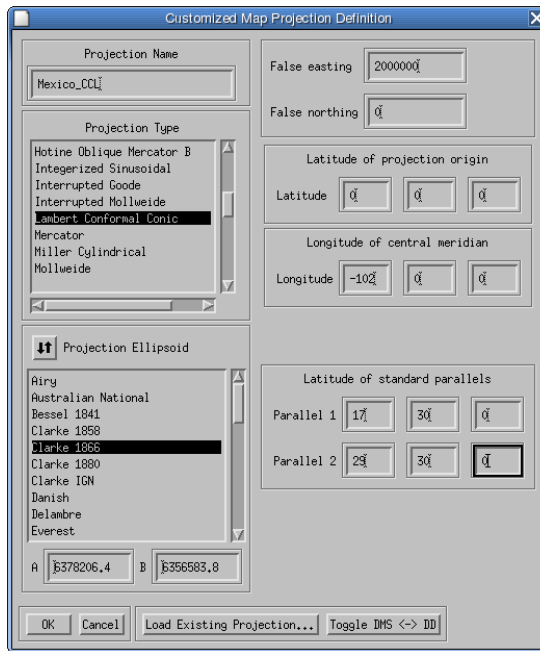 Customized Map Projection Definition
Projection Name
Mexico_CCL
Projection Type
Hotine Oblique Mercator B
Integerized Sinusoidal
Interrupted Goode
Interrupted Mollweide
Lambert Conformal Conic
Mercator
Miller Cylindrical
Mollweide
Projection Ellipsoid
Airy
Australian National
Bessel 1841
Clarke 1858
Clarke 1866
Clarke 1880
Clarke IGN
Danish
Delambre
Everest
A 6378206.4 B 6356583.8
False easting 2000000
False northing 0
Latitude of projection origin
Latitude 0 0 0
Longitude of central meridian
Longitude -102 0 0
Latitude of standard parallels
Parallel 1 17 30 0
Parallel 2 29 30 0
OK Cancel Load Existing Projection... Toggle DMS <-> DD